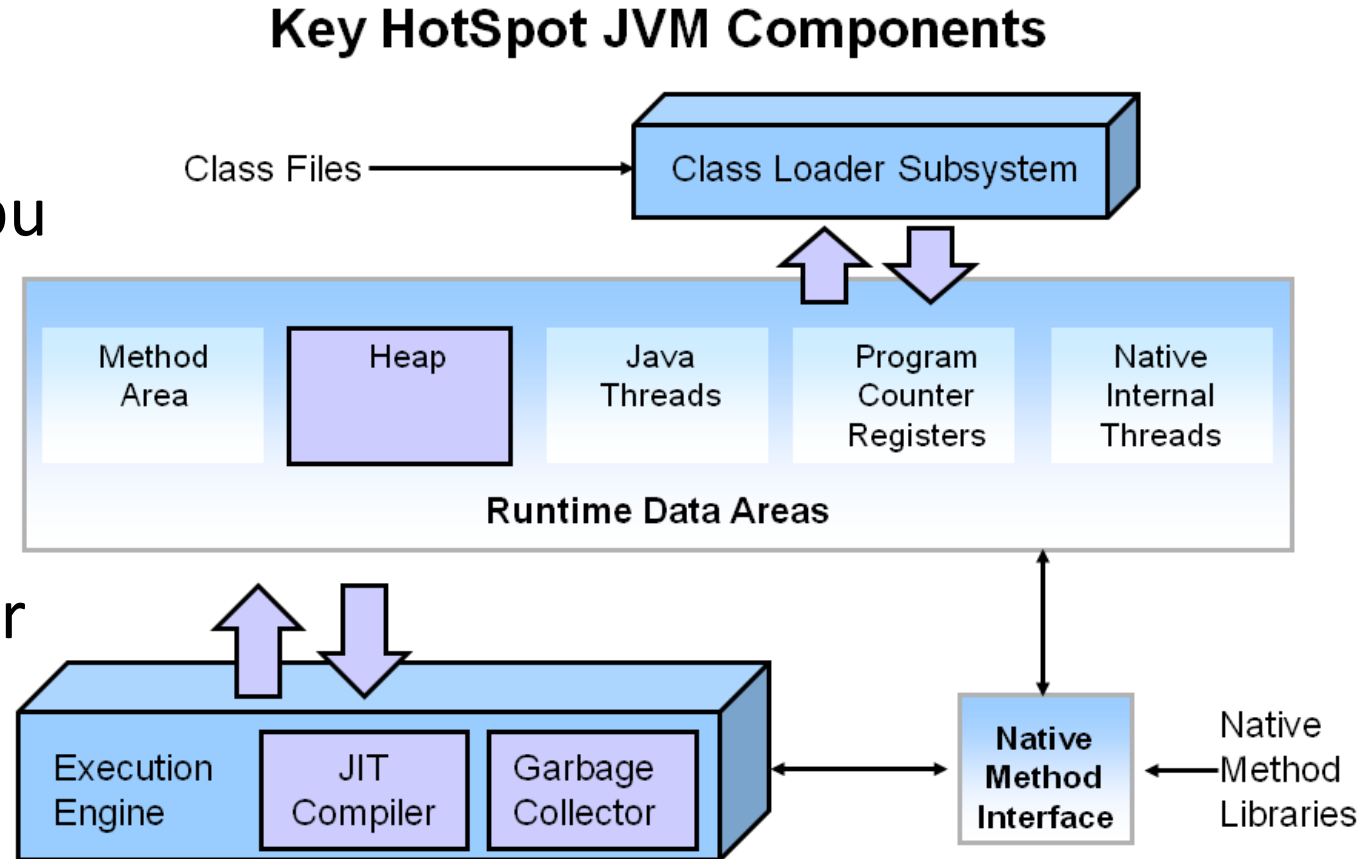 Key HotSpot JVM Components
Class Files
Class Loader Subsystem
ou
Method
Area
Heap
Java
Threads
Program
Counter
Registers
Native
Internal
Threads
Runtime Data Areas
r
Execution
Engine
JIT
Compiler
Garbage
Collector
Native
Method
Interface
Native
Method
Libraries